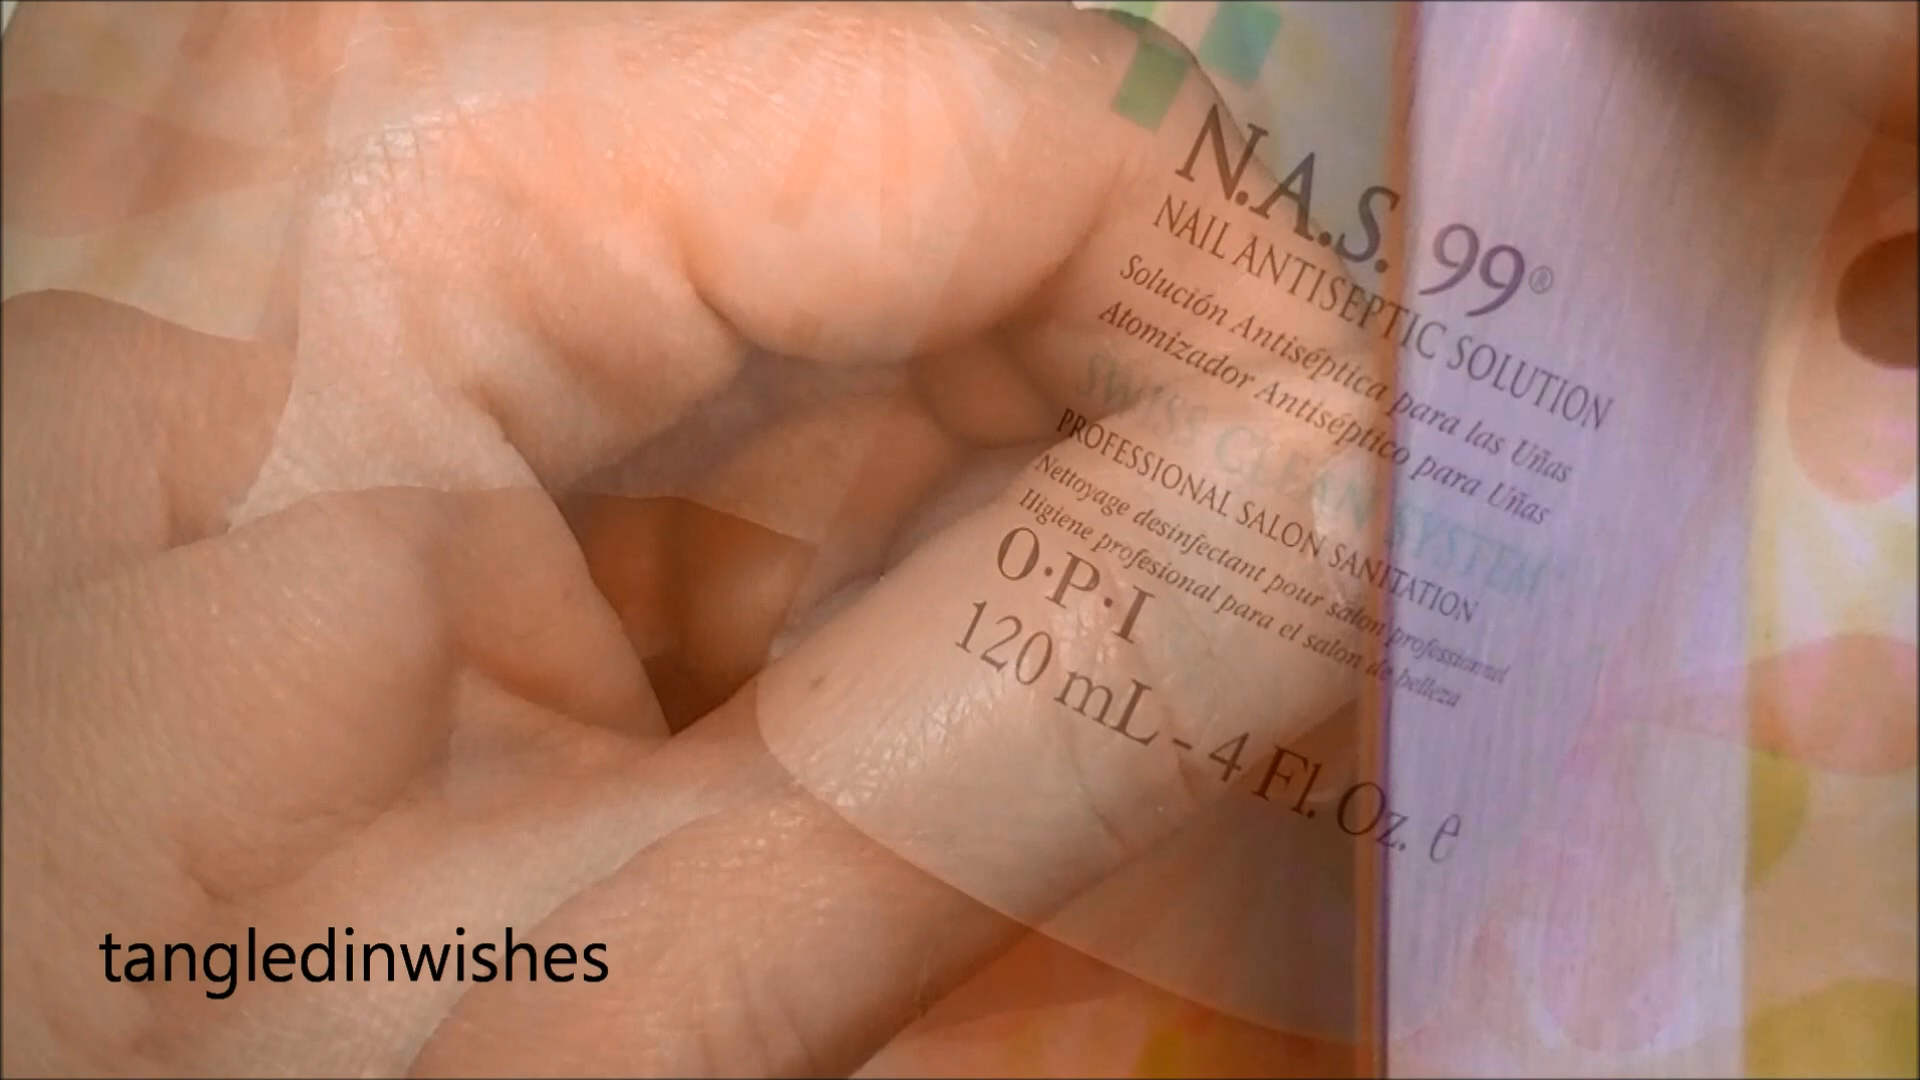 N.A.S. 99®
NAIL ANTISEPTIC SOLUTION
Solución Antiséptica para las Uñas
Atomizador Antiséptico para Uñas
SWISS CLEAN SYSTEM
PROFESSIONAL SALON SANITATION
Nettoyage desinfectant pour salon professionnel
Higiene profesional para el salon de belleza
O·P·I
120 mL - 4 Fl. Oz. e
tangledinwishes